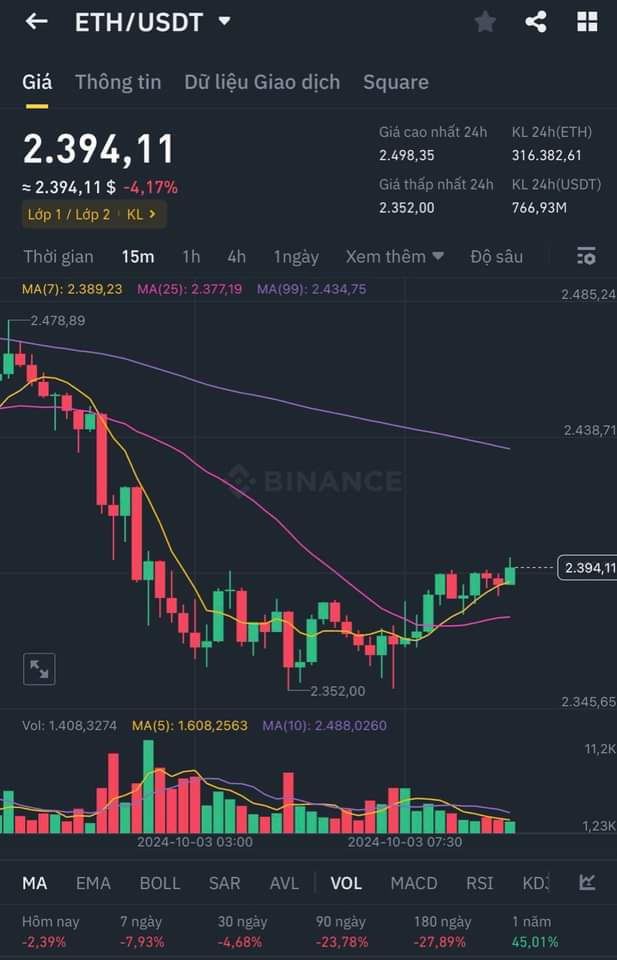 ETH/USDT
Giá Thông tin Dữ liệu Giao dịch Square
2.394,11
≈ 2.394,11 $ -4,17%
Lớp 1 / Lớp 2 KL
Giá cao nhất 24h KL 24h(ETH)
2.498,35 316.382,61
Giá thấp nhất 24h KL 24h(USDT)
2.352,00 766,93M
Thời gian 15m 1h 4h 1ngày Xem thêm Độ sâu
MA(7): 2.389,23 MA(25): 2.377,19 MA(99): 2.434,75
2.485,24
2.478,89
2.438,71
BINANCE
2.394,11
2.352,00
2.345,65
Vol: 1.408,3274 MA(5): 1.608,2563 MA(10): 2.488,0260
11,2K
1,23K
2024-10-03 03:00 2024-10-03 07:30
MA EMA BOLL SAR AVL VOL MACD RSI KDJ
Hôm nay 7 ngày 30 ngày 90 ngày 180 ngày 1 năm
-2,39% -7,93% -4,68% -23,78% -27,89% 45,01%